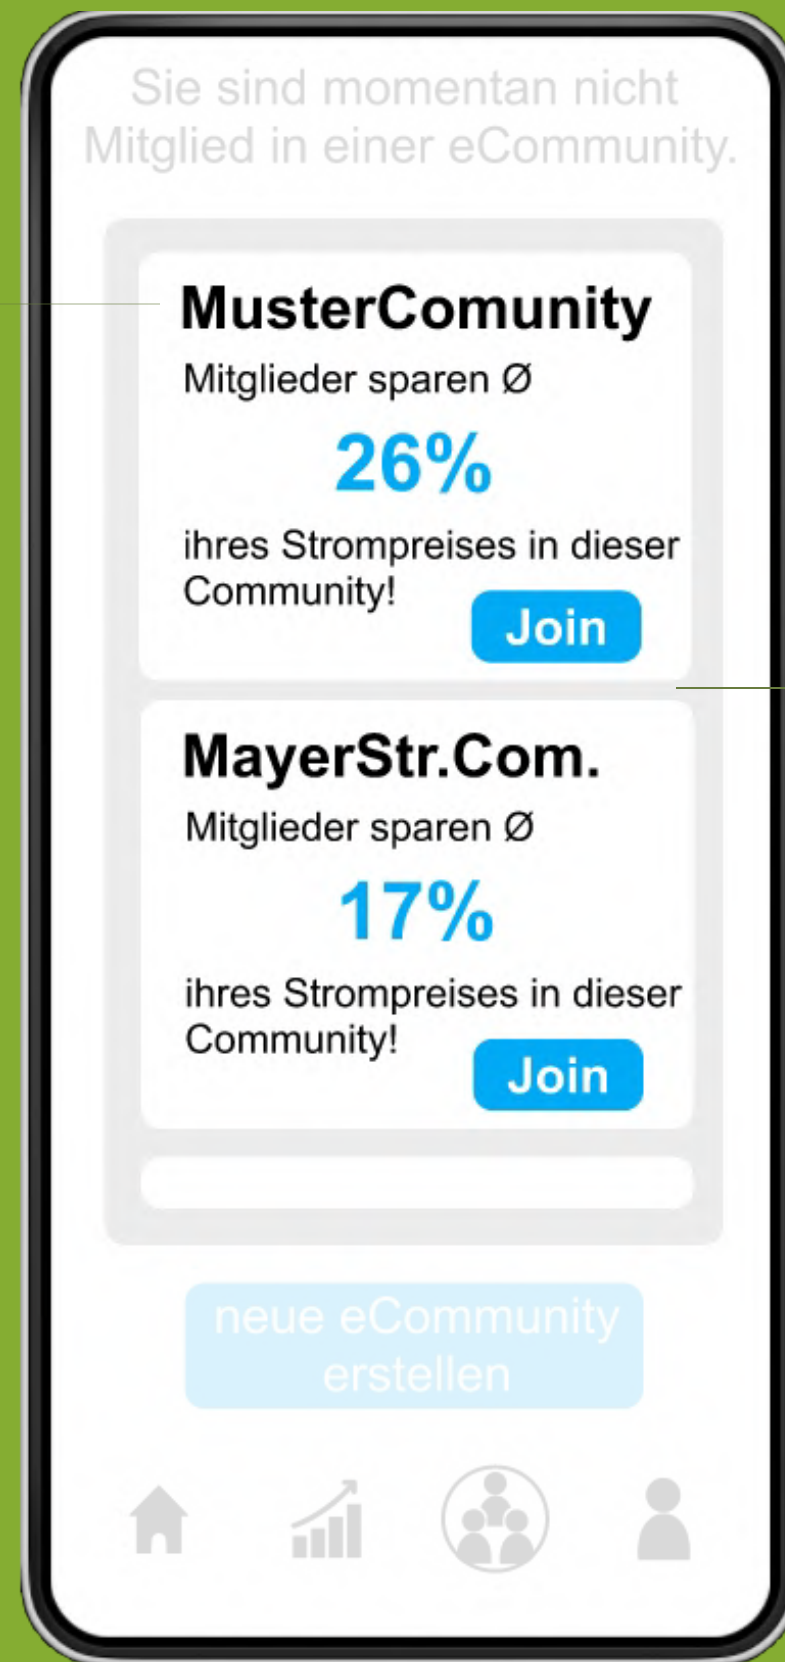 Sie sind momentan nicht
Mitglied in einer eCommunity.
MusterComunity
Mitglieder sparen Ø
26%
ihres Strompreises in dieser
Community!
Join
MayerStr.Com.
Mitglieder sparen Ø
17%
ihres Strompreises in dieser
Community!
Join
neue eCommunity
erstellen